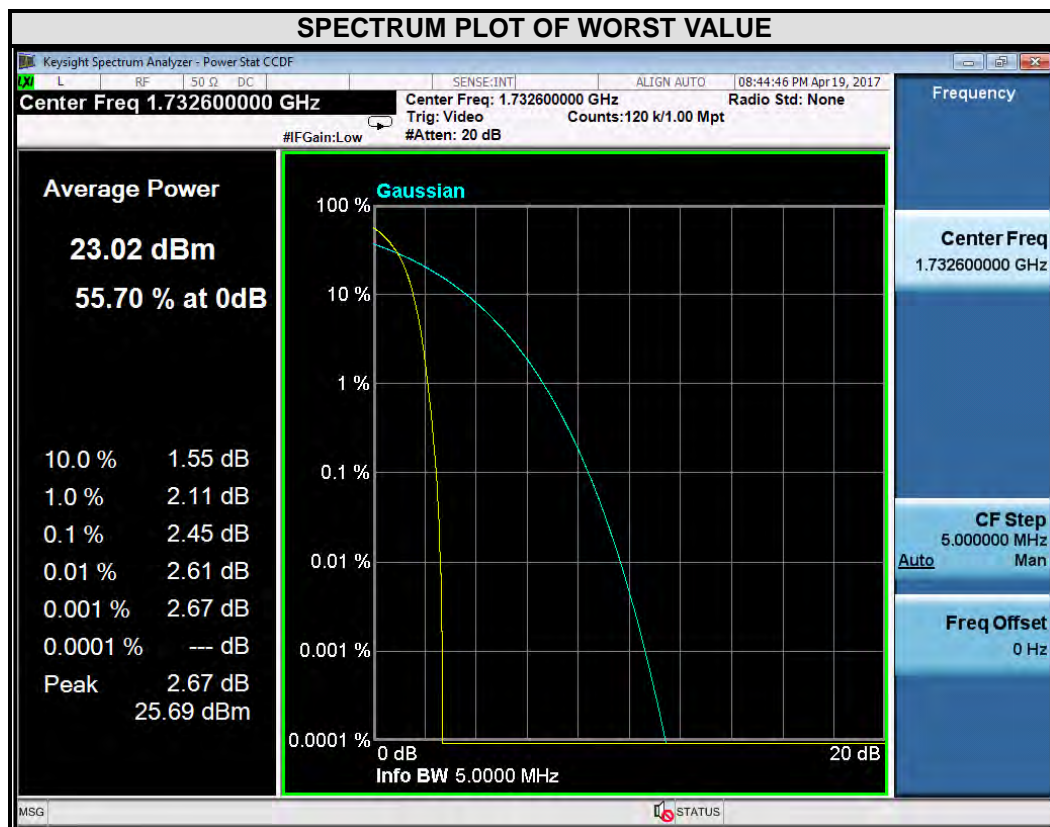 SPECTRUM PLOT OF WORST VALUE
Keysight Spectrum Analyzer - Power Stat CCDF
LXI L RF 50 Ω DC SENSE:INT ALIGN AUTO 08:44:46 PM Apr 19, 2017
Center Freq 1.732600000 GHz
Center Freq: 1.732600000 GHz Radio Std: None
Trig: Video Counts:120 k/1.00 Mpt
#IFGain:Low #Atten: 20 dB
Frequency
Average Power
23.02 dBm
55.70 % at 0dB
10.0 % 1.55 dB
1.0 % 2.11 dB
0.1 % 2.45 dB
0.01 % 2.61 dB
0.001 % 2.67 dB
0.0001 % --- dB
Peak 2.67 dB
25.69 dBm
Gaussian
100 %
10 %
1 %
0.1 %
0.01 %
0.001 %
0.0001 %
0 dB 20 dB
Info BW 5.0000 MHz
Center Freq
1.732600000 GHz
CF Step
5.000000 MHz
Auto Man
Freq Offset
0 Hz
MSG STATUS